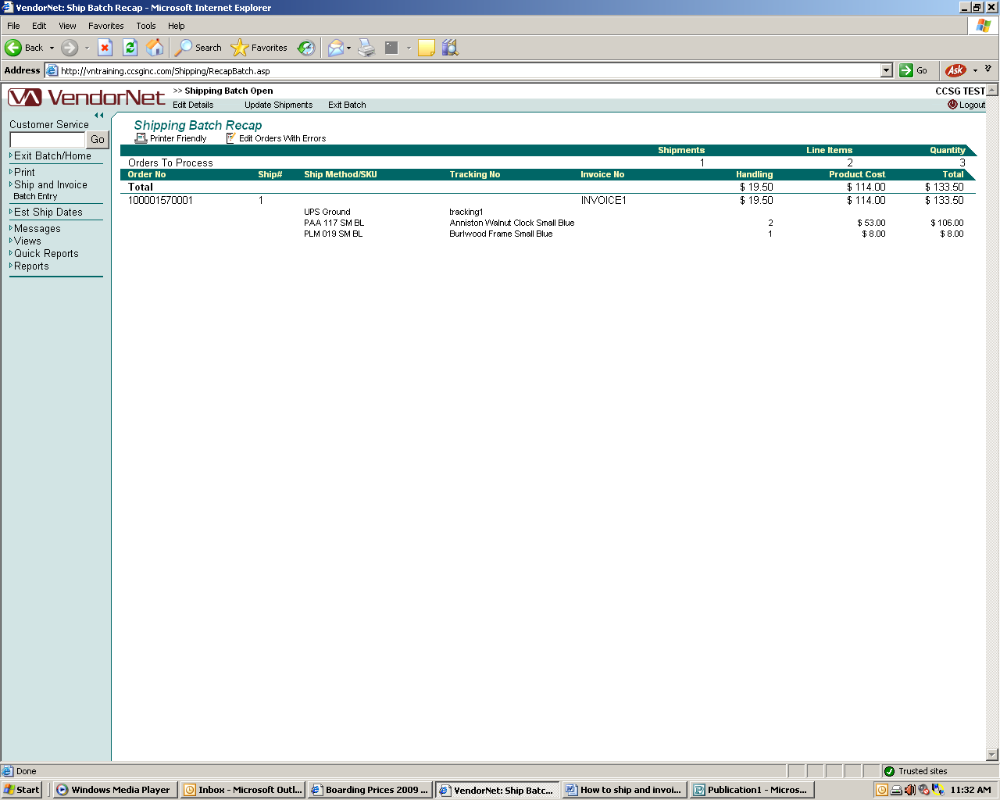 VendorNet: Ship Batch Recap - Microsoft Internet Explorer
File Edit View Favorites Tools Help
Back Search Favorites
Address http://vntraining.ccsginc.com/Shipping/RecapBatch.asp Go Ask
VA VendorNet >> Shipping Batch Open CCSG TEST
Edit Details Update Shipments Exit Batch Logout
Customer Service
Go
Exit Batch/Home
Print
Ship and Invoice
Batch Entry
Est Ship Dates
Messages
Views
Quick Reports
Reports
Shipping Batch Recap
Printer Friendly Edit Orders With Errors
Shipments Line Items Quantity
Orders To Process 1 2 3
Order No Ship# Ship Method/SKU Tracking No Invoice No Handling Product Cost Total
Total $ 19.50 $ 114.00 $ 133.50
100001570001 1 INVOICE1 $ 19.50 $ 114.00 $ 133.50
UPS Ground tracking1
PAA 117 SM BL Anniston Walnut Clock Small Blue 2 $ 53.00 $ 106.00
PLM 019 SM BL Burlwood Frame Small Blue 1 $ 8.00 $ 8.00
Done Trusted sites
Start Windows Media Player Inbox - Microsoft Outl... Boarding Prices 2009 ... VendorNet: Ship Batc... How to ship and invoi... Publication1 - Micros... 11:32 AM